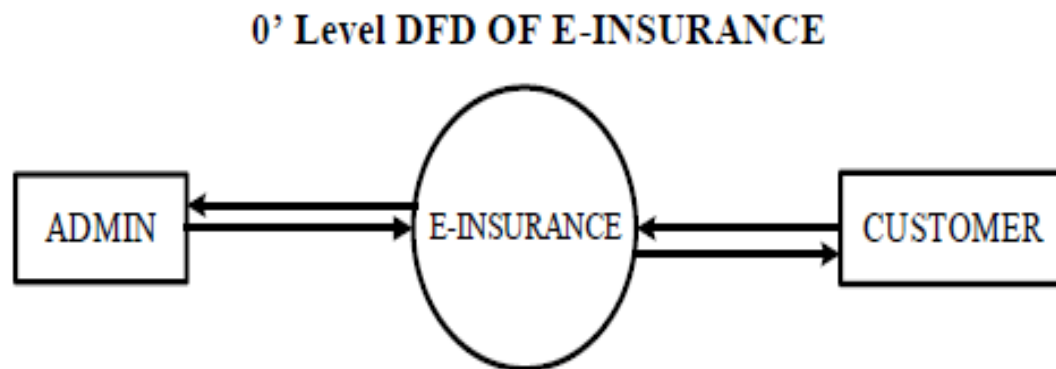 0’ Level DFD OF E-INSURANCE
ADMIN
E-INSURANCE
CUSTOMER